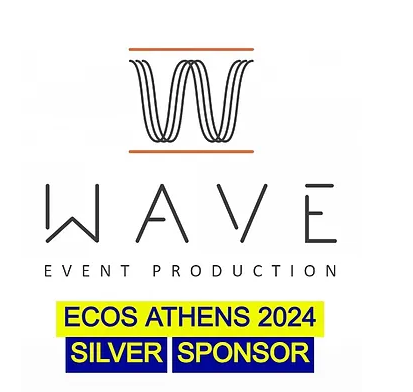 WAVE
EVENT PRODUCTION
ECOS ATHENS 2024
SILVER SPONSOR